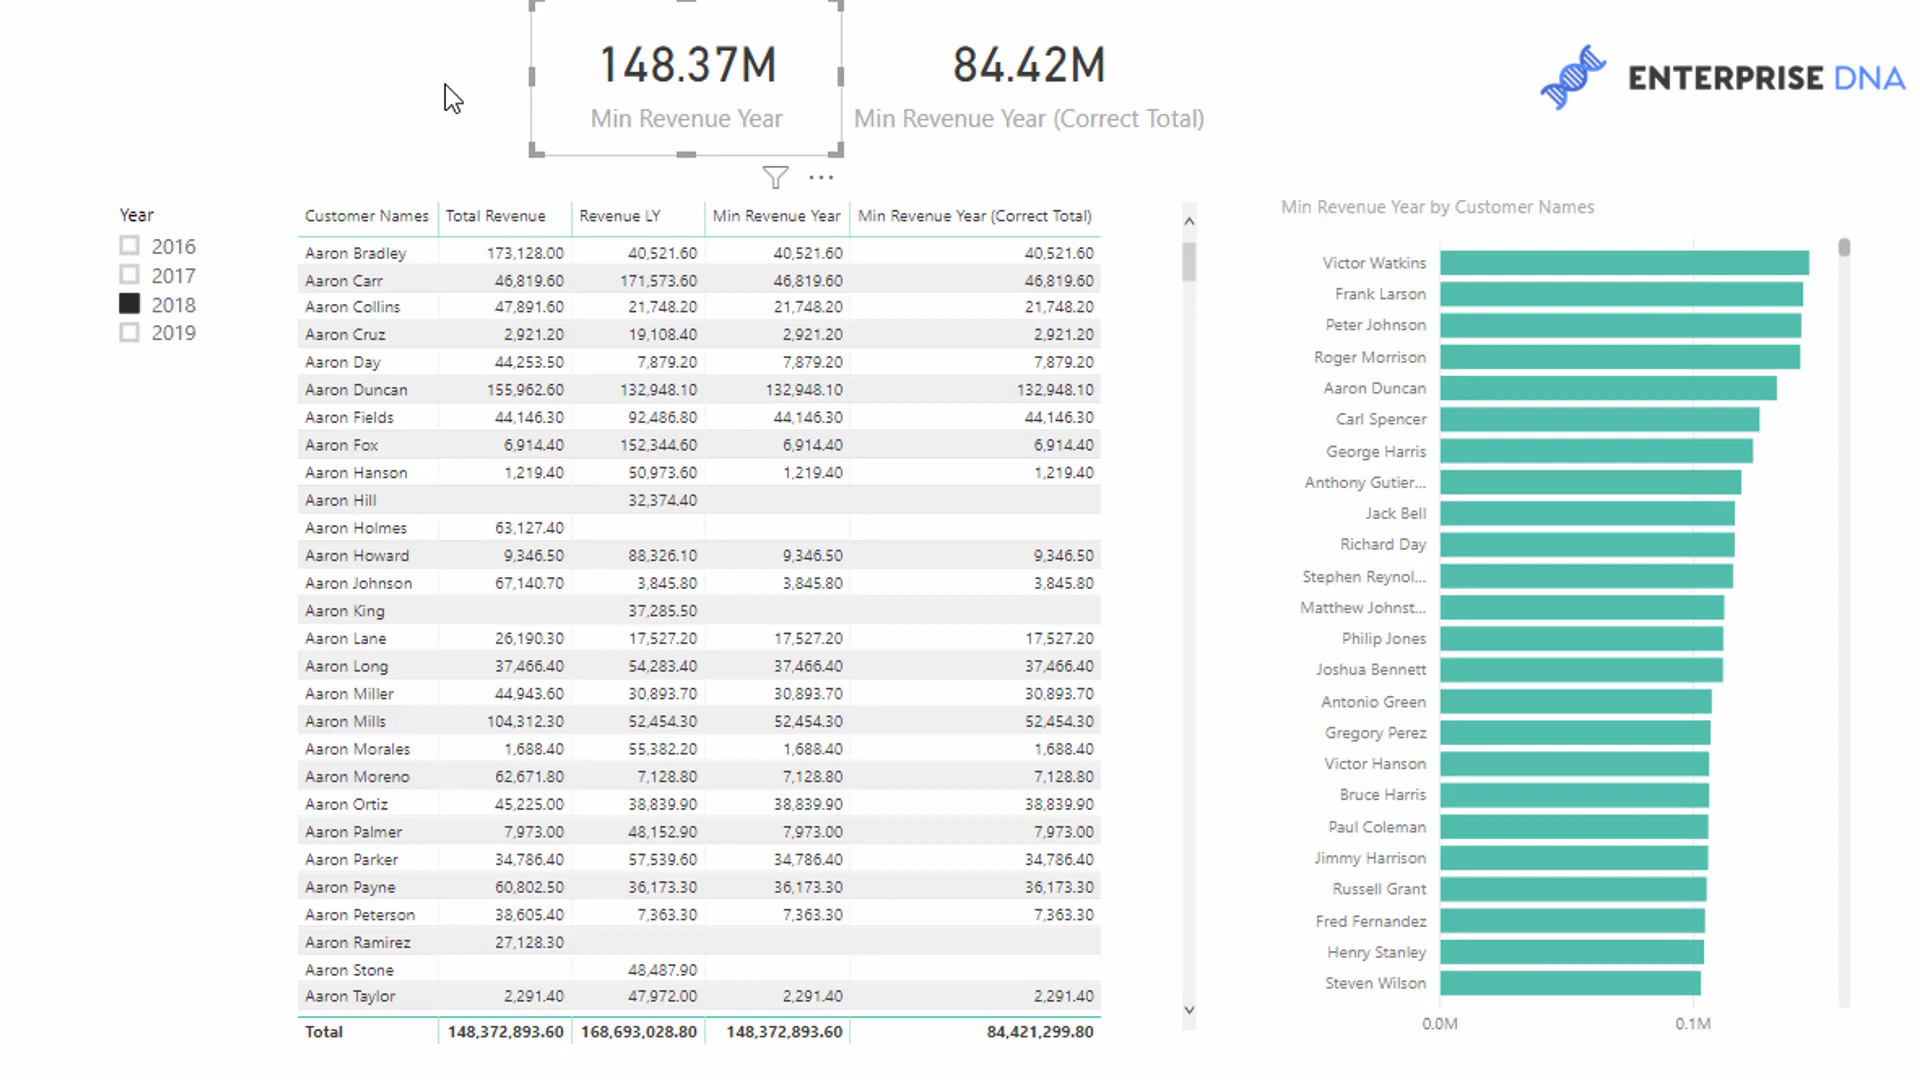 148.37M
Min Revenue Year
84.42M
Min Revenue Year (Correct Total)
ENTERPRISE DNA
Year
2016
2017
2018
2019
Customer Names Total Revenue Revenue LY Min Revenue Year Min Revenue Year (Correct Total)
Aaron Bradley 173,128.00 40,521.60 40,521.60 40,521.60
Aaron Carr 46,819.60 171,573.60 46,819.60 46,819.60
Aaron Collins 47,891.60 21,748.20 21,748.20 21,748.20
Aaron Cruz 2,921.20 19,108.40 2,921.20 2,921.20
Aaron Day 44,253.50 7,879.20 7,879.20 7,879.20
Aaron Duncan 155,962.60 132,948.10 132,948.10 132,948.10
Aaron Fields 44,146.30 92,486.80 44,146.30 44,146.30
Aaron Fox 6,914.40 152,344.60 6,914.40 6,914.40
Aaron Hanson 1,219.40 50,973.60 1,219.40 1,219.40
Aaron Hill 32,374.40
Aaron Holmes 63,127.40
Aaron Howard 9,346.50 88,326.10 9,346.50 9,346.50
Aaron Johnson 67,140.70 3,845.80 3,845.80 3,845.80
Aaron King 37,285.50
Aaron Lane 26,190.30 17,527.20 17,527.20 17,527.20
Aaron Long 37,466.40 54,283.40 37,466.40 37,466.40
Aaron Miller 44,943.60 30,893.70 30,893.70 30,893.70
Aaron Mills 104,312.30 52,454.30 52,454.30 52,454.30
Aaron Morales 1,688.40 55,382.20 1,688.40 1,688.40
Aaron Moreno 62,671.80 7,128.80 7,128.80 7,128.80
Aaron Ortiz 45,225.00 38,839.90 38,839.90 38,839.90
Aaron Palmer 7,973.00 48,152.90 7,973.00 7,973.00
Aaron Parker 34,786.40 57,539.60 34,786.40 34,786.40
Aaron Payne 60,802.50 36,173.30 36,173.30 36,173.30
Aaron Peterson 38,605.40 7,363.30 7,363.30 7,363.30
Aaron Ramirez 27,128.30
Aaron Stone 48,487.90
Aaron Taylor 2,291.40 47,972.00 2,291.40 2,291.40
Total 148,372,893.60 168,693,028.80 148,372,893.60 84,421,299.80
Min Revenue Year by Customer Names
Victor Watkins
Frank Larson
Peter Johnson
Roger Morrison
Aaron Duncan
Carl Spencer
George Harris
Anthony Gutier...
Jack Bell
Richard Day
Stephen Reynol...
Matthew Johnst...
Philip Jones
Joshua Bennett
Antonio Green
Gregory Perez
Victor Hanson
Bruce Harris
Paul Coleman
Jimmy Harrison
Russell Grant
Fred Fernandez
Henry Stanley
Steven Wilson
0.0M 0.1M